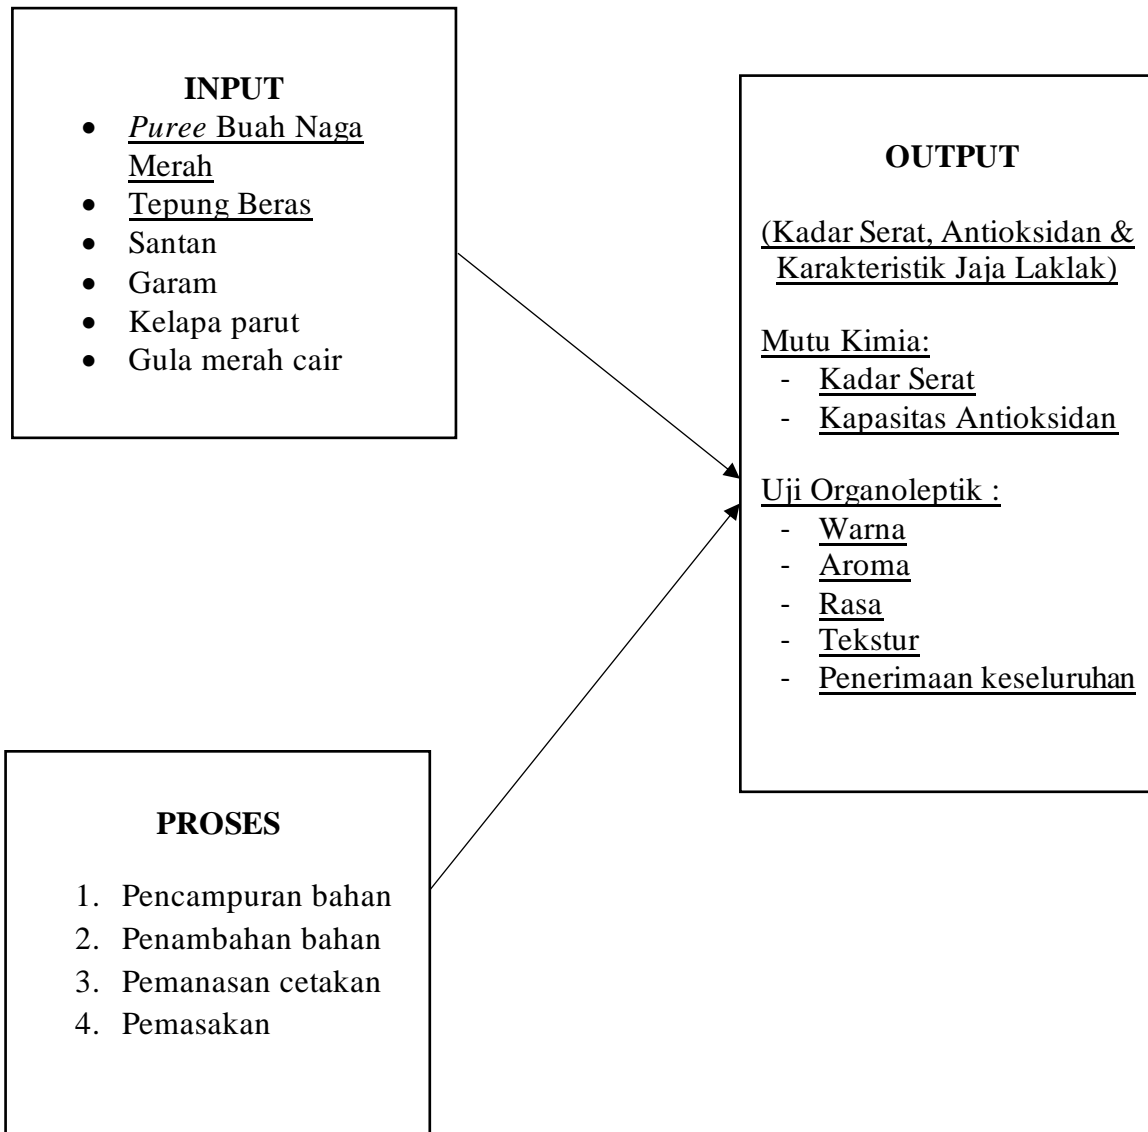 INPUT
• Puree Buah Naga
Merah
• Tepung Beras
• Santan
• Garam
• Kelapa parut
• Gula merah cair
OUTPUT
(Kadar Serat, Antioksidan &
Karakteristik Jaja Laklak)
Mutu Kimia:
- Kadar Serat
- Kapasitas Antioksidan
Uji Organoleptik :
- Warna
- Aroma
- Rasa
- Tekstur
- Penerimaan keseluruhan
PROSES
1. Pencampuran bahan
2. Penambahan bahan
3. Pemanasan cetakan
4. Pemasakan